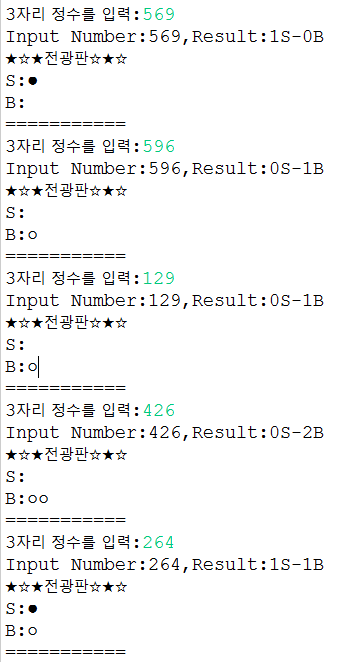 3자리 정수를 입력:569
Input Number:569,Result:1S-0B
★☆★전광판☆★☆
S:●
B:
===========
3자리 정수를 입력:596
Input Number:596,Result:0S-1B
★☆★전광판☆★☆
S:
B:○
===========
3자리 정수를 입력:129
Input Number:129,Result:0S-1B
★☆★전광판☆★☆
S:
B:○
===========
3자리 정수를 입력:426
Input Number:426,Result:0S-2B
★☆★전광판☆★☆
S:
B:○○
===========
3자리 정수를 입력:264
Input Number:264,Result:1S-1B
★☆★전광판☆★☆
S:●
B:○
===========